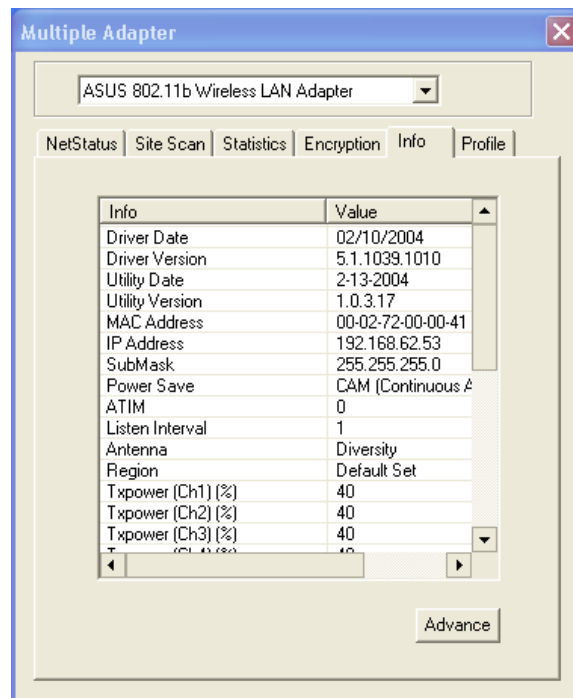 Multiple Adapter
ASUS 802.11b Wireless LAN Adapter
NetStatus Site Scan Statistics Encryption Info Profile
Info Value
Driver Date 02/10/2004
Driver Version 5.1.1039.1010
Utility Date 2-13-2004
Utility Version 1.0.3.17
MAC Address 00-02-72-00-00-41
IP Address 192.168.62.53
SubMask 255.255.255.0
Power Save CAM (Continuous A
ATIM 0
Listen Interval 1
Antenna Diversity
Region Default Set
Txpower (Ch1) (%) 40
Txpower (Ch2) (%) 40
Txpower (Ch3) (%) 40
Advance